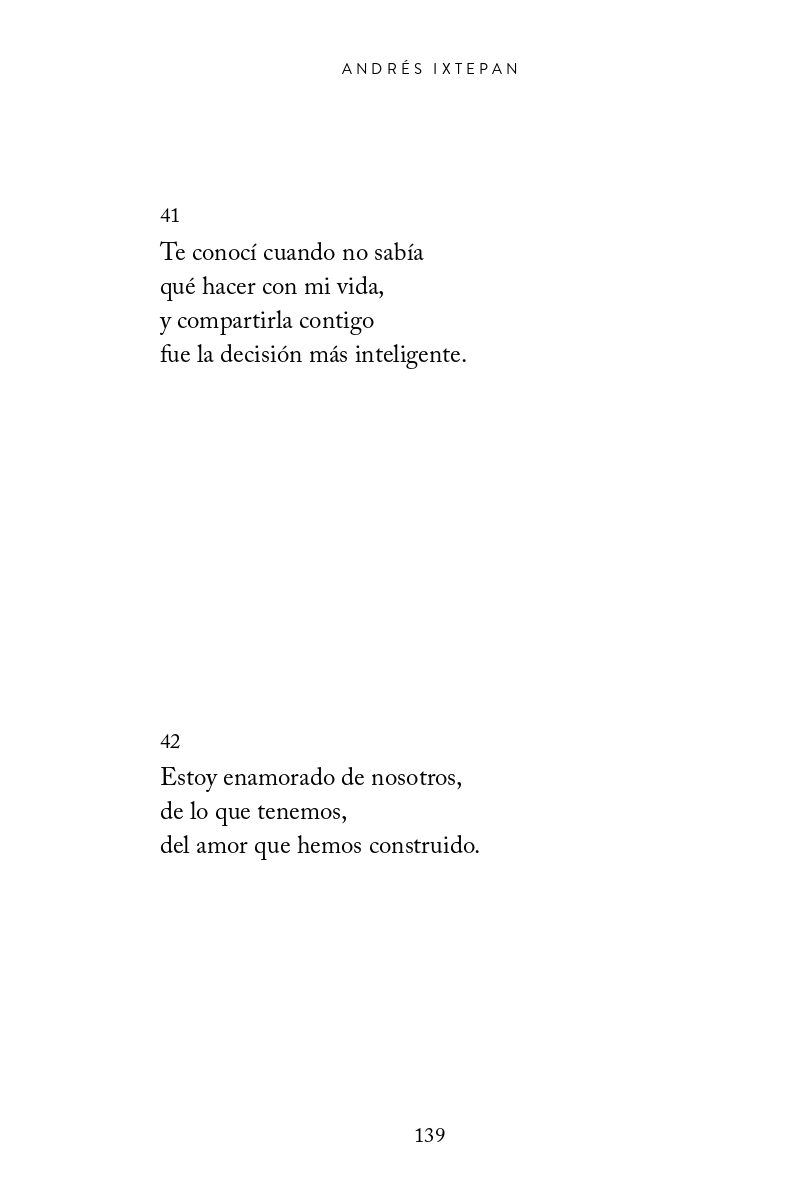 ANDRÉS IXTEPAN
41
Te conocí cuando no sabía
qué hacer con mi vida,
y compartirla contigo
fue la decisión más inteligente.
42
Estoy enamorado de nosotros,
de lo que tenemos,
del amor que hemos construido.
139